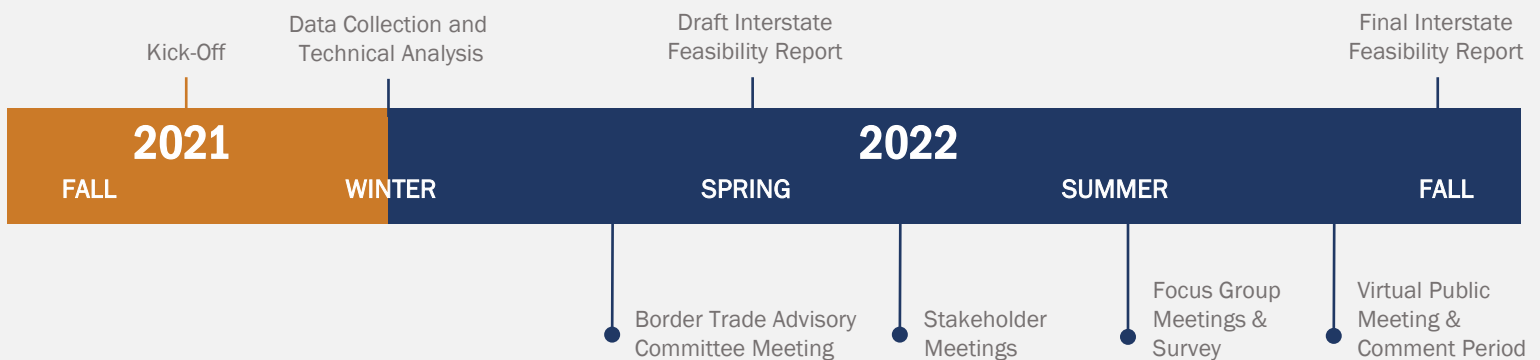 Kick-Off
Data Collection and
Technical Analysis
Draft Interstate
Feasibility Report
Final Interstate
Feasibility Report
2021
2022
FALL
WINTER
SPRING
SUMMER
FALL
Border Trade Advisory
Committee Meeting
Stakeholder
Meetings
Focus Group
Meetings &
Survey
Virtual Public
Meeting &
Comment Period